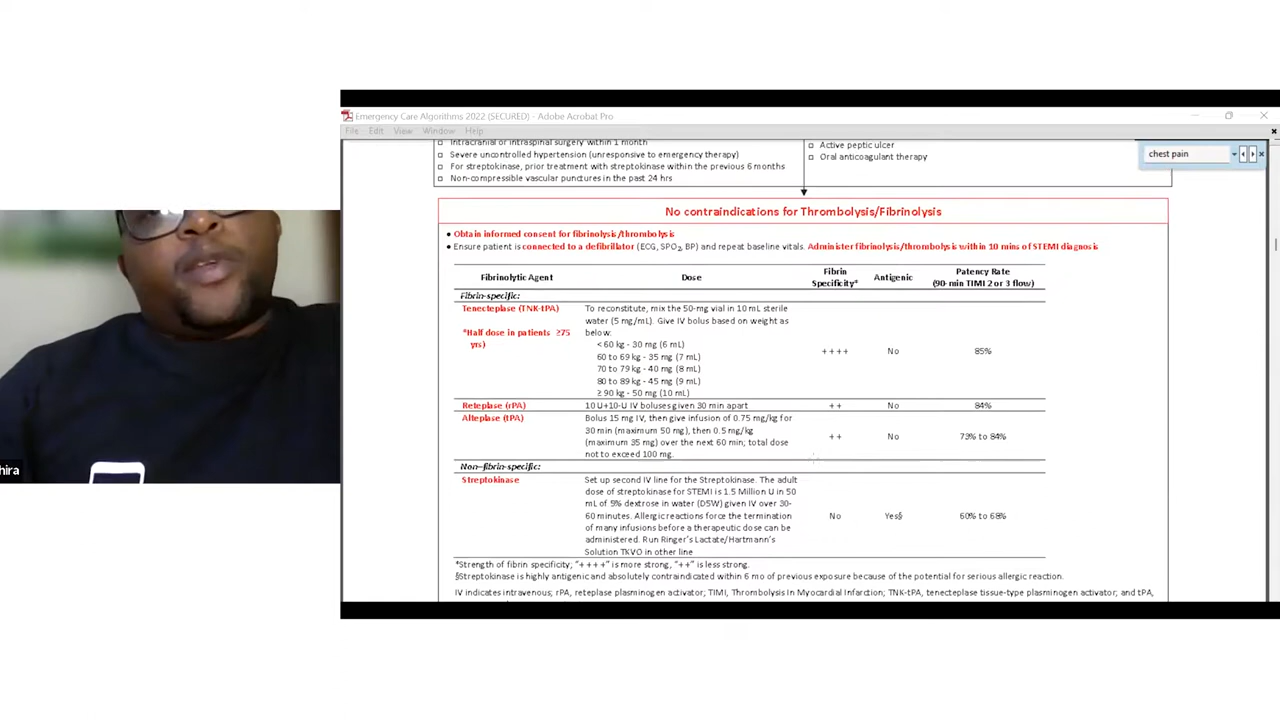 Emergency Care Algorithms 2022 (SECURED) - Adobe Acrobat Pro
File Edit View Window Help
chest pain
Intracranial or intraspinal surgery within 1 month
Severe uncontrolled hypertension (unresponsive to emergency therapy)
For streptokinase, prior treatment with streptokinase within the previous 6 months
Non-compressible vascular punctures in the past 24 hrs
Active peptic ulcer
Oral anticoagulant therapy
No contraindications for Thrombolysis/Fibrinolysis
• Obtain informed consent for fibrinolysis/thrombolysis
• Ensure patient is connected to a defibrillator (ECG, SPO₂, BP) and repeat baseline vitals. Administer fibrinolysis/thrombolysis within 10 mins of STEMI diagnosis
Fibrinolytic Agent Dose Fibrin Specificity* Antigenic Patency Rate (90-min TIMI 2 or 3 flow)
Fibrin-specific:
Tenecteplase (TNK-tPA)
*Half dose in patients ≥75 yrs)
To reconstitute, mix the 50-mg vial in 10 mL sterile
water (5 mg/mL). Give IV bolus based on weight as
below:
< 60 kg - 30 mg (6 mL)
60 to 69 kg - 35 mg (7 mL)
70 to 79 kg - 40 mg (8 mL)
80 to 89 kg - 45 mg (9 mL)
≥ 90 kg - 50 mg (10 mL)
++++ No 85%
Reteplase (rPA) 10 U+10-U IV boluses given 30 min apart ++ No 84%
Alteplase (tPA)
Bolus 15 mg IV, then give infusion of 0.75 mg/kg for
30 min (maximum 50 mg), then 0.5 mg/kg
(maximum 35 mg) over the next 60 min; total dose
not to exceed 100 mg.
++ No 73% to 84%
Non–fibrin-specific:
Streptokinase
Set up second IV line for the Streptokinase. The adult
dose of streptokinase for STEMI is 1.5 Million U in 50
mL of 5% dextrose in water (D5W) given IV over 30-
60 minutes. Allergic reactions force the termination
of many infusions before a therapeutic dose can be
administered. Run Ringer's Lactate/Hartmann's
Solution TKVO in other line
No Yes§ 60% to 68%
*Strength of fibrin specificity; "++++" is more strong, "++" is less strong.
§Streptokinase is highly antigenic and absolutely contraindicated within 6 mo of previous exposure because of the potential for serious allergic reaction.
IV indicates intravenous; rPA, reteplase plasminogen activator; TIMI, Thrombolysis In Myocardial Infarction; TNK-tPA, tenecteplase tissue-type plasminogen activator; and tPA,
hira